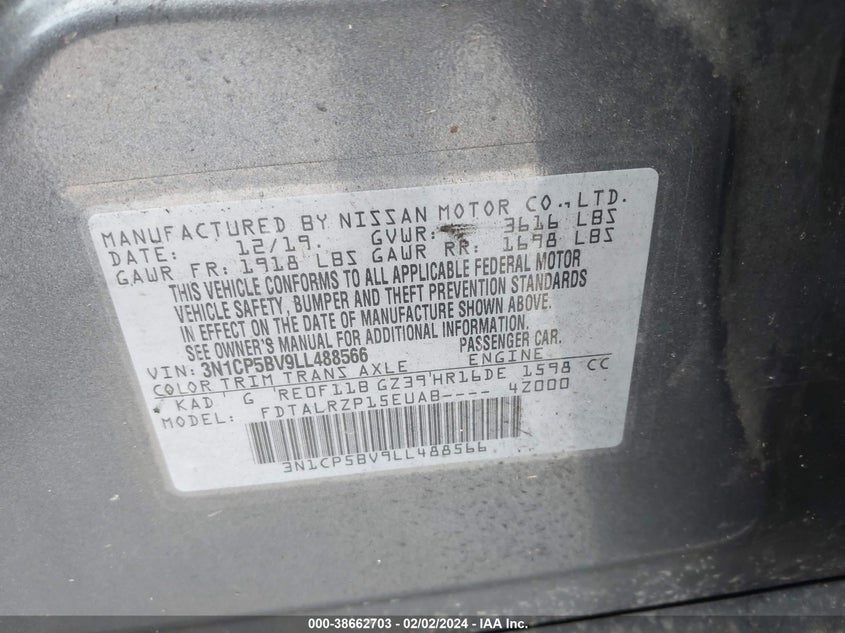 MANUFACTURED BY NISSAN MOTOR CO., LTD.
DATE: 12/19. GVWR: 3616 LBS
GAWR FR: 1918 LBS GAWR RR: 1698 LBS
THIS VEHICLE CONFORMS TO ALL APPLICABLE FEDERAL MOTOR
VEHICLE SAFETY, BUMPER AND THEFT PREVENTION STANDARDS
IN EFFECT ON THE DATE OF MANUFACTURE SHOWN ABOVE.
SEE OWNER'S MANUAL FOR ADDITIONAL INFORMATION.
VIN: 3N1CP5BV9LL488566 PASSENGER CAR.
COLOR TRIM TRANS AXLE ENGINE
KAD G RE0F11B GZ39 HR16DE 1598 CC
MODEL: FDTALRZP15EUAB---- 4Z000
3N1CP5BV9LL488566
000-38662703 - 02/02/2024 - IAA Inc.